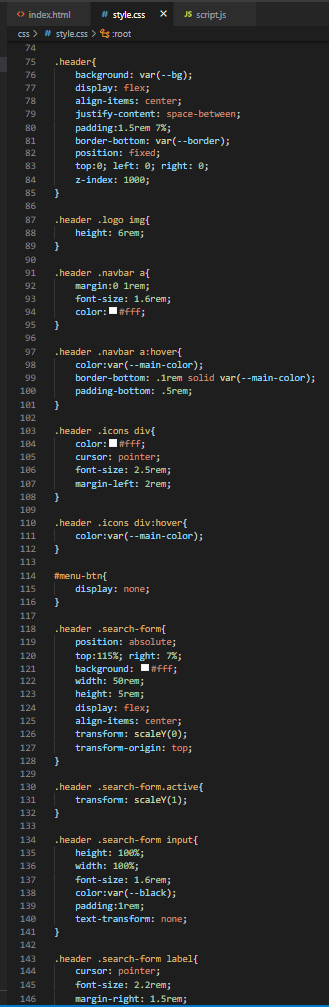 index.html # style.css × JS script.js
css > # style.css > :root
74
75 .header{
76 background: var(--bg);
77 display: flex;
78 align-items: center;
79 justify-content: space-between;
80 padding:1.5rem 7%;
81 border-bottom: var(--border);
82 position: fixed;
83 top:0; left: 0; right: 0;
84 z-index: 1000;
85 }
86
87 .header .logo img{
88 height: 6rem;
89 }
90
91 .header .navbar a{
92 margin:0 1rem;
93 font-size: 1.6rem;
94 color:#fff;
95 }
96
97 .header .navbar a:hover{
98 color:var(--main-color);
99 border-bottom: .1rem solid var(--main-color);
100 padding-bottom: .5rem;
101 }
102
103 .header .icons div{
104 color:#fff;
105 cursor: pointer;
106 font-size: 2.5rem;
107 margin-left: 2rem;
108 }
109
110 .header .icons div:hover{
111 color:var(--main-color);
112 }
113
114 #menu-btn{
115 display: none;
116 }
117
118 .header .search-form{
119 position: absolute;
120 top:115%; right: 7%;
121 background: #fff;
122 width: 50rem;
123 height: 5rem;
124 display: flex;
125 align-items: center;
126 transform: scaleY(0);
127 transform-origin: top;
128 }
129
130 .header .search-form.active{
131 transform: scaleY(1);
132 }
133
134 .header .search-form input{
135 height: 100%;
136 width: 100%;
137 font-size: 1.6rem;
138 color:var(--black);
139 padding:1rem;
140 text-transform: none;
141 }
142
143 .header .search-form label{
144 cursor: pointer;
145 font-size: 2.2rem;
146 margin-right: 1.5rem;